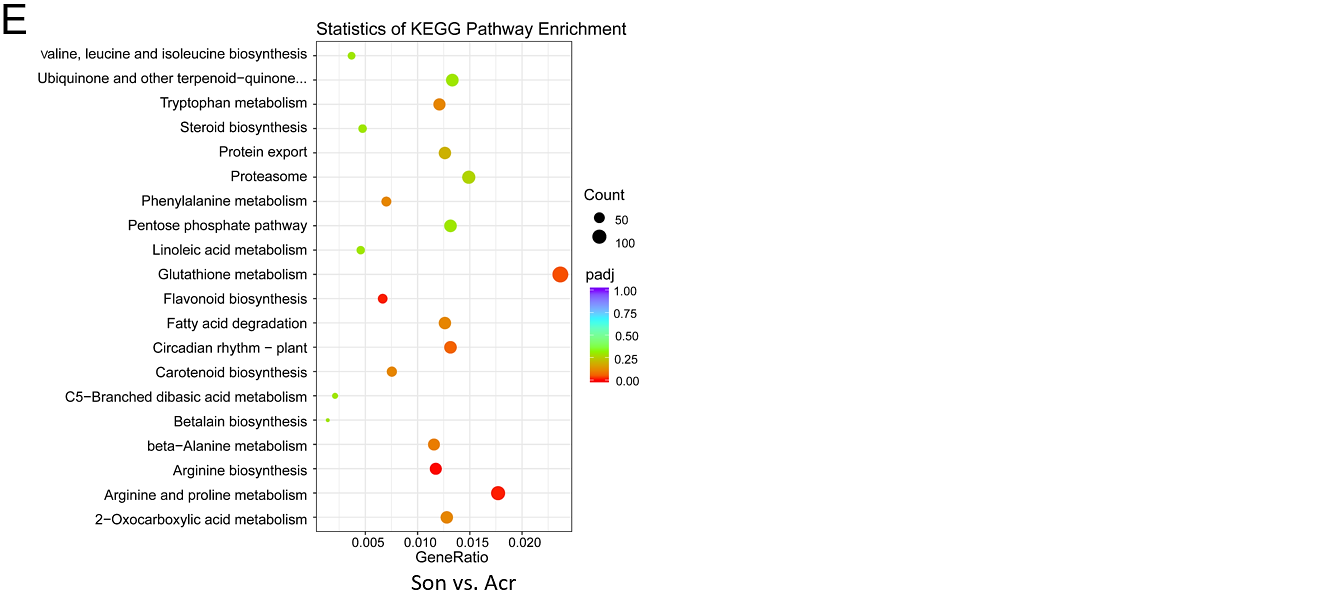 E
Statistics of KEGG Pathway Enrichment
valine, leucine and isoleucine biosynthesis
Ubiquinone and other terpenoid−quinone...
Tryptophan metabolism
Steroid biosynthesis
Protein export
Proteasome
Phenylalanine metabolism
Pentose phosphate pathway
Linoleic acid metabolism
Glutathione metabolism
Flavonoid biosynthesis
Fatty acid degradation
Circadian rhythm − plant
Carotenoid biosynthesis
C5−Branched dibasic acid metabolism
Betalain biosynthesis
beta−Alanine metabolism
Arginine biosynthesis
Arginine and proline metabolism
2−Oxocarboxylic acid metabolism
Count
50
100
padj
1.00
0.75
0.50
0.25
0.00
0.005 0.010 0.015 0.020
GeneRatio
Son vs. Acr